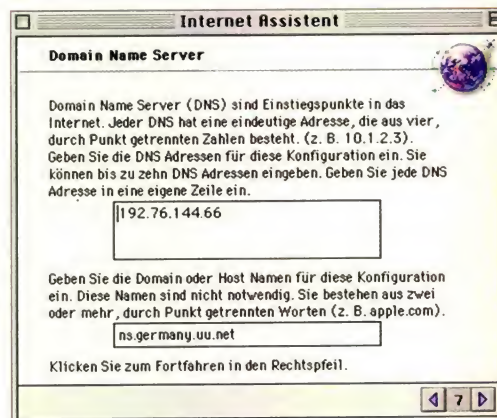 Internet Assistent
Domain Name Server
Domain Name Server (DNS) sind Einstiegspunkte in das
Internet. Jeder DNS hat eine eindeutige Adresse, die aus vier,
durch Punkt getrennten Zahlen besteht. (z. B. 10.1.2.3).
Geben Sie die DNS Adressen für diese Konfiguration ein. Sie
können bis zu zehn DNS Adressen eingeben. Geben Sie jede DNS
Adresse in eine eigene Zeile ein.
192.76.144.66
Geben Sie die Domain oder Host Namen für diese Konfiguration
ein. Diese Namen sind nicht notwendig. Sie bestehen aus zwei
oder mehr, durch Punkt getrennten Worten (z. B. apple.com).
ns.germany.uu.net
Klicken Sie zum Fortfahren in den Rechtspfeil.
7